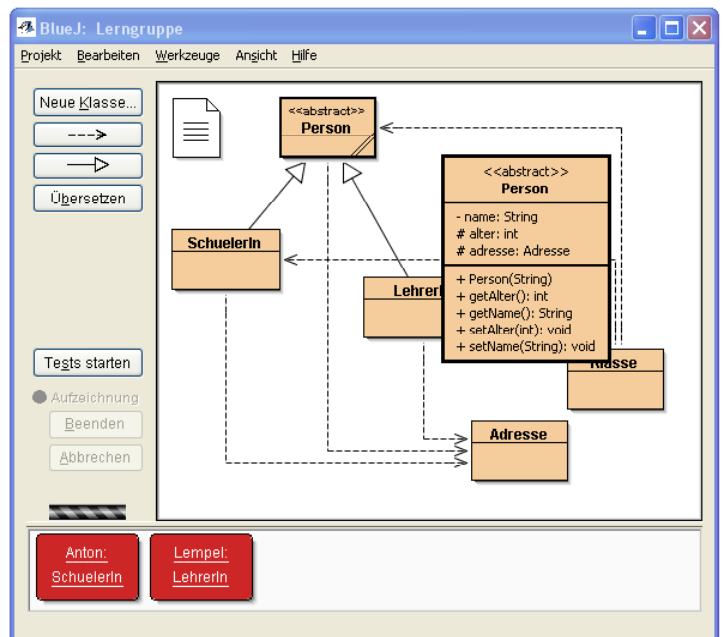 BlueJ: Lerngruppe
Projekt Bearbeiten Werkzeuge Ansicht Hilfe
Neue Klasse...
Übersetzen
Tests starten
Aufzeichnung
Beenden
Abbrechen
<<abstract>>
Person
SchuelerIn
LehrerI
<<abstract>>
Person
- name: String
# alter: int
# adresse: Adresse
+ Person(String)
+ getAlter(): int
+ getName(): String
+ setAlter(int): void
+ setName(String): void
Klasse
Adresse
Anton:
SchuelerIn
Lempel:
LehrerIn